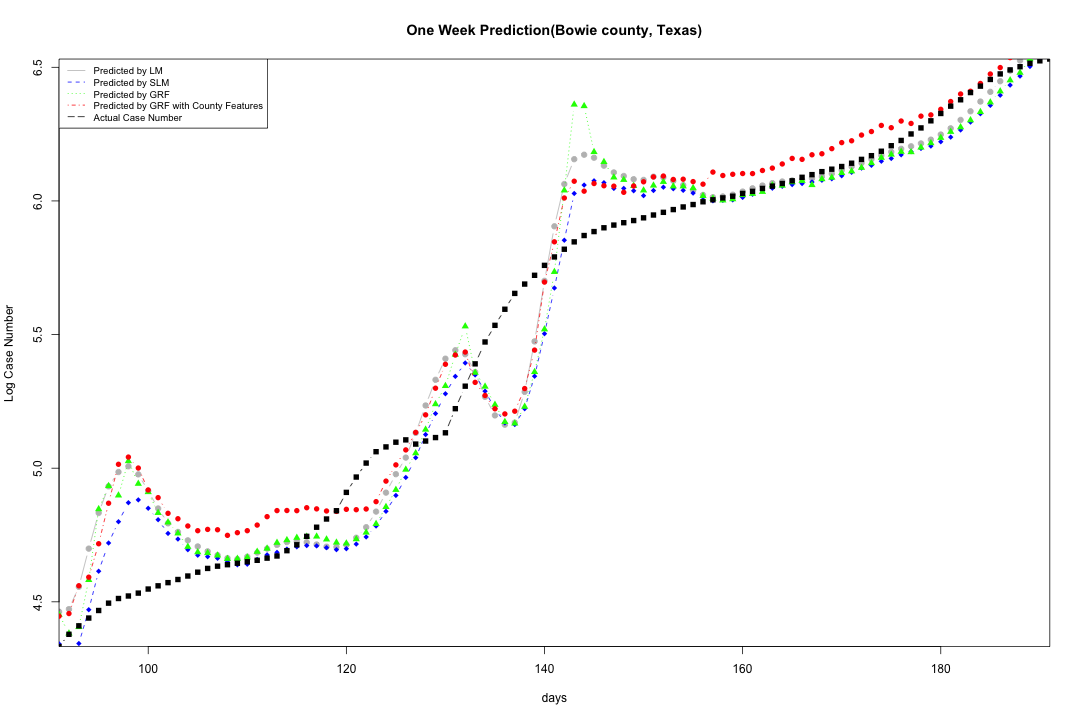 One Week Prediction(Bowie county, Texas)
Predicted by LM
Predicted by SLM
Predicted by GRF
Predicted by GRF with County Features
Actual Case Number
Log Case Number
6.5
6.0
5.5
5.0
4.5
100 120 140 160 180
days